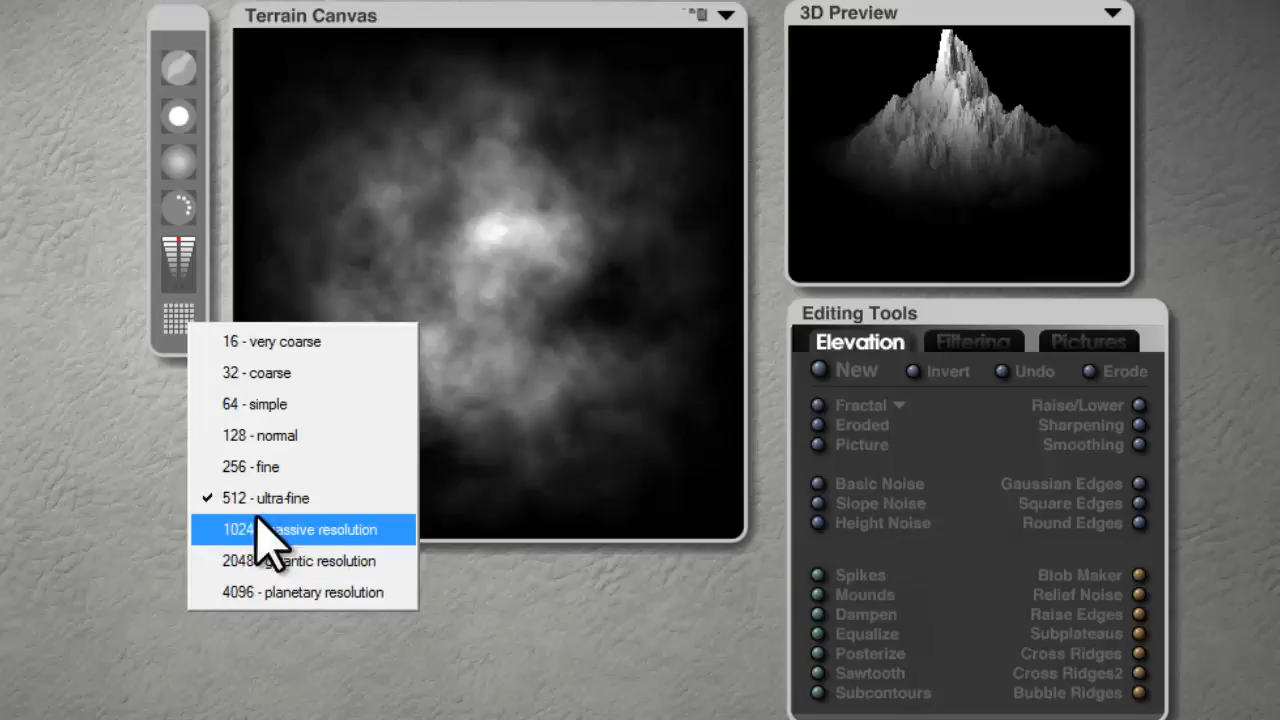 Terrain Canvas
3D Preview
16 - very coarse
32 - coarse
64 - simple
128 - normal
256 - fine
512 - ultra-fine
1024 resolution
2048 resolution
4096 - planetary resolution
Editing Tools
Elevation Filtering Pictures
New Invert Undo Erode
Fractal Raise/Lower
Eroded Sharpening
Picture Smoothing
Basic Noise Gaussian Edges
Slope Noise Square Edges
Height Noise Round Edges
Spikes Blob Maker
Mounds Relief Noise
Dampen Raise Edges
Equalize Subplateaus
Posterize Cross Ridges
Sawtooth Cross Ridges2
Subcontours Bubble Ridges